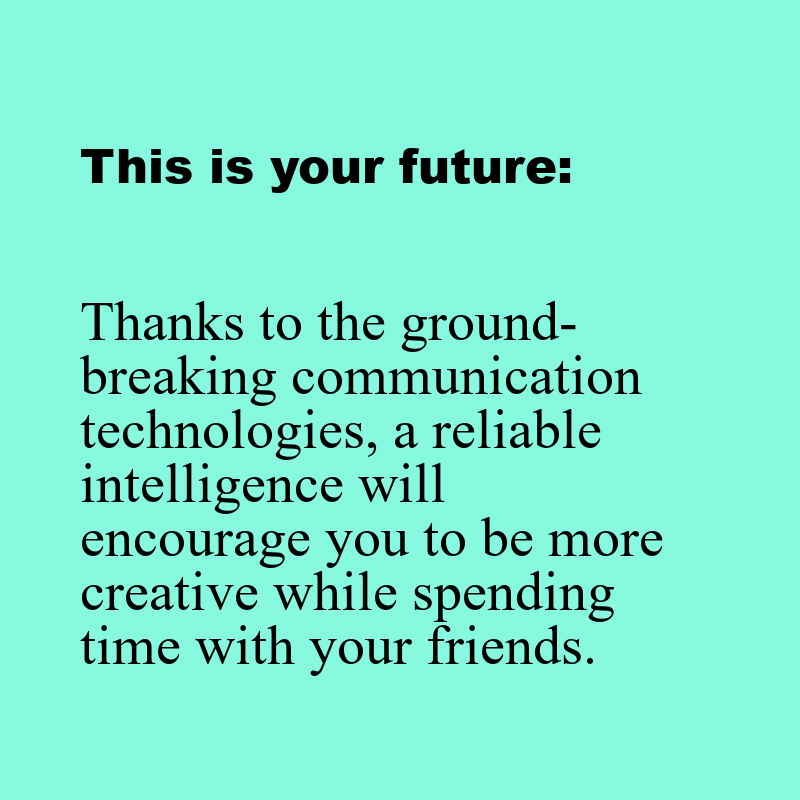 This is your future:
Thanks to the ground-
breaking communication
technologies, a reliable
intelligence will
encourage you to be more
creative while spending
time with your friends.